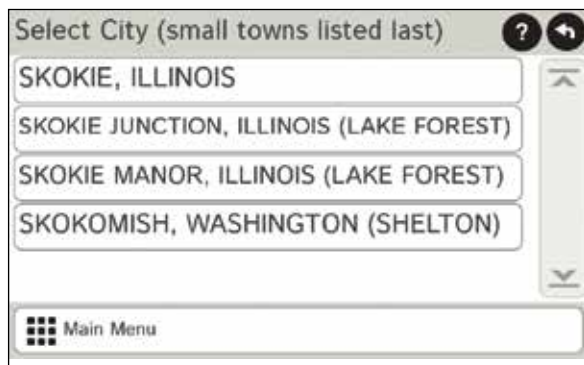 Select City (small towns listed last) ?
SKOKIE, ILLINOIS
SKOKIE JUNCTION, ILLINOIS (LAKE FOREST)
SKOKIE MANOR, ILLINOIS (LAKE FOREST)
SKOKOMISH, WASHINGTON (SHELTON)
Main Menu